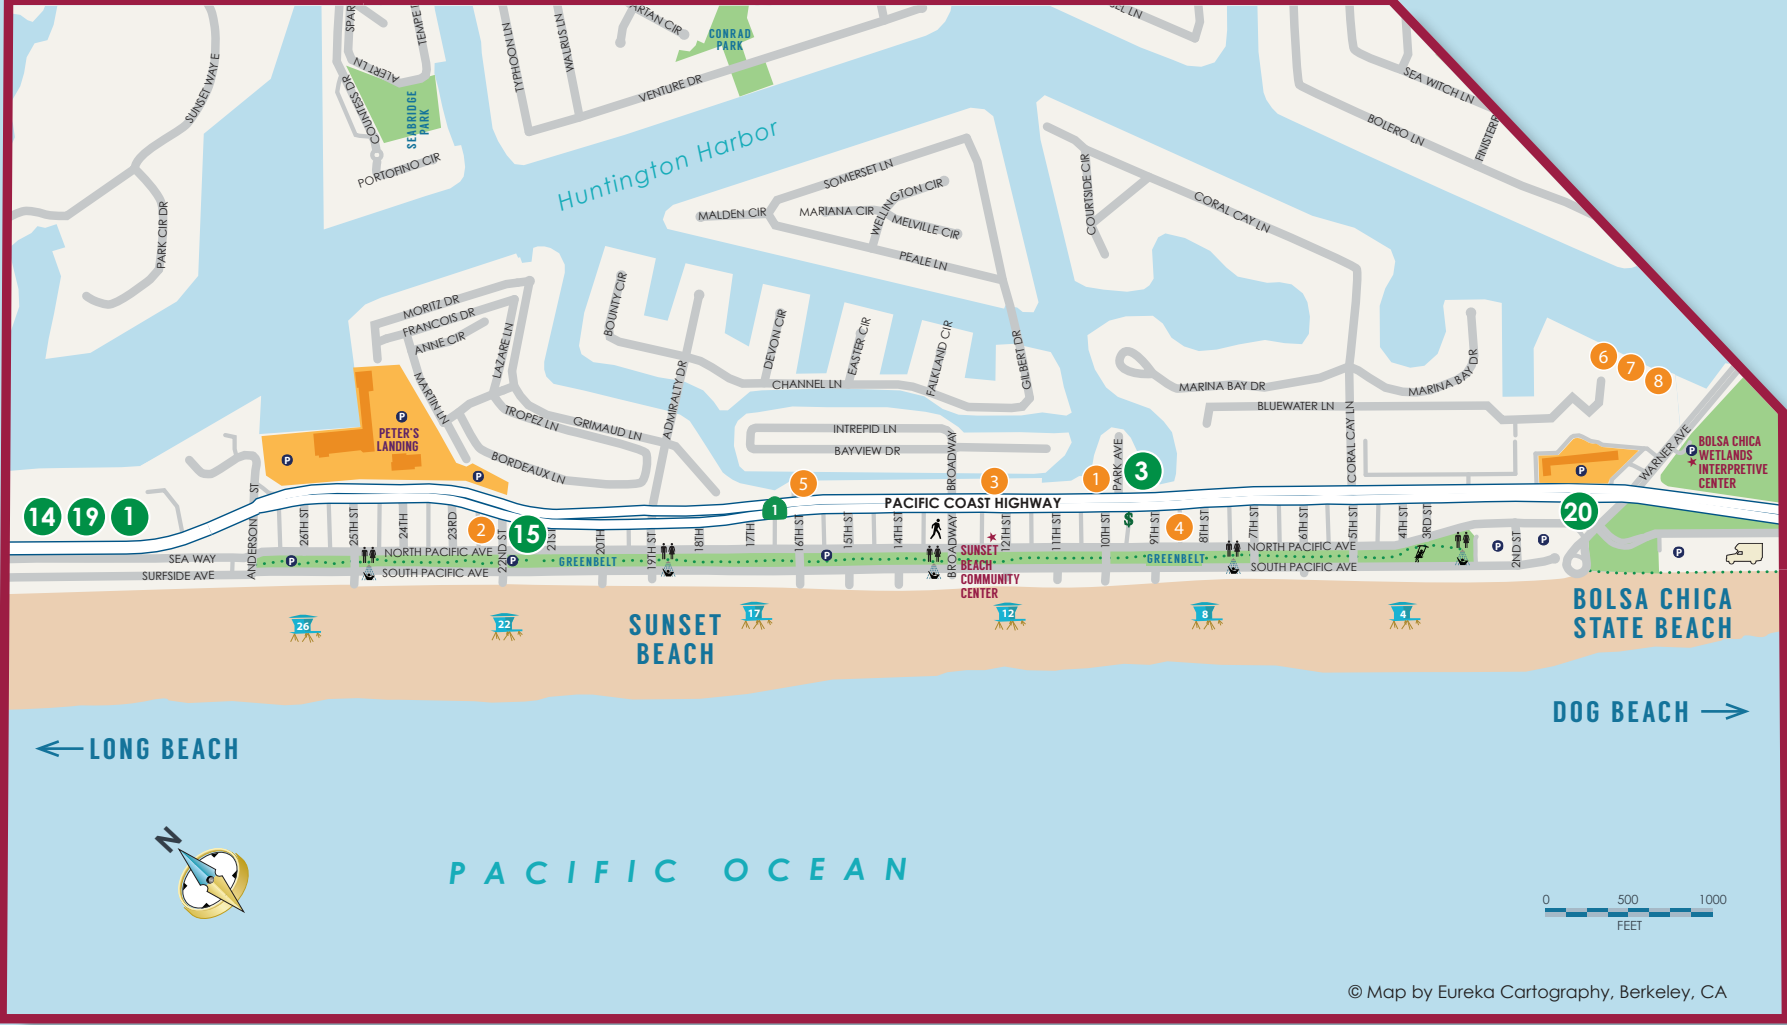 SPAR
TEMPE
TYPHOON LN
WALRUS LN
RTAN CIR
CONRAD
PARK
EL LN
SUNSET WAY E
ALERT LN
COUNTESS DR
SEABRIDGE
PARK
PORTOFINO CIR
VENTURE DR
SEA WITCH LN
BOLERO LN
FINISTERR
Huntington Harbor
PARK CIR DR
SOMERSET LN
WELLINGTON CIR
MALDEN CIR
MARIANA CIR
MELVILLE CIR
PEALE LN
COURTSIDE CIR
CORAL CAY LN
MORITZ DR
FRANCOIS DR
ANNE CIR
LAZARE LN
MARTIN LN
BOUNTY CIR
DEVON CIR
EASTER CIR
FALKLAND CIR
GILBERT DR
CHANNEL LN
ADMIRALTY DR
TROPEZ LN
GRIMAUD LN
BORDEAUX LN
INTREPID LN
BAYVIEW DR
BROADWAY
PARK AVE
MARINA BAY DR
MARINA BAY DR
BLUEWATER LN
CORAL CAY LN
6
7
8
WARNER AVE
P
BOLSA CHICA
WETLANDS
INTERPRETIVE
CENTER
P
PETER'S
LANDING
P
P
P
14
19
1
5
3
1
3
PACIFIC COAST HIGHWAY
1
2
15
$
4
20
ANDERSON ST
26TH ST
25TH ST
24TH
23RD
22ND ST
21ST
20TH
19TH ST
18TH
17TH
16TH ST
15TH ST
14TH ST
BROADWAY
12TH ST
11TH ST
10TH ST
9TH ST
8TH ST
7TH ST
6TH ST
5TH ST
4TH ST
3RD ST
2ND ST
SEA WAY
SURFSIDE AVE
NORTH PACIFIC AVE
SOUTH PACIFIC AVE
P
P
GREENBELT
P
SUNSET
BEACH
COMMUNITY
CENTER
GREENBELT
NORTH PACIFIC AVE
SOUTH PACIFIC AVE
P
P
P
26
22
17
12
8
4
SUNSET
BEACH
BOLSA CHICA
STATE BEACH
DOG BEACH
LONG BEACH
N
PACIFIC OCEAN
0 500 1000
FEET
© Map by Eureka Cartography, Berkeley, CA